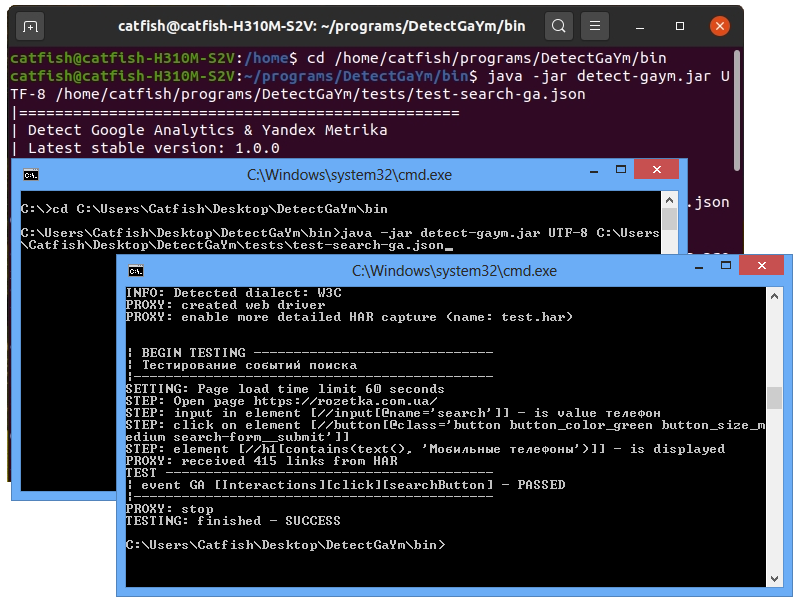 catfish@catfish-H310M-S2V: ~/programs/DetectGaYm/bin
catfish@catfish-H310M-S2V:/home$ cd /home/catfish/programs/DetectGaYm/bin
catfish@catfish-H310M-S2V:~/programs/DetectGaYm/bin$ java -jar detect-gaym.jar U
TF-8 /home/catfish/programs/DetectGaYm/tests/test-search-ga.json
|=================================================
| Detect Google Analytics & Yandex Metrika
| Latest stable version: 1.0.0
.json
C:\Windows\system32\cmd.exe
C:\>cd C:\Users\Catfish\Desktop\DetectGaYm\bin
C:\Users\Catfish\Desktop\DetectGaYm\bin>java -jar detect-gaym.jar UTF-8 C:\Users
\Catfish\Desktop\DetectGaYm\tests\test-search-ga.json_
C:\Windows\system32\cmd.exe
INFO: Detected dialect: W3C
PROXY: created web driver
PROXY: enable more detailed HAR capture (name: test.har)
¦ BEGIN TESTING ------------------------------
¦ Тестирование событий поиска
¦---------------------------------------------
SETTING: Page load time limit 60 seconds
STEP: Open page https://rozetka.com.ua/
STEP: input in element [//input[@name='search']] - is value телефон
STEP: click on element [//button[@class='button button_color_green button_size_m
edium search-form__submit']]
STEP: element [//h1[contains(text(), 'Мобильные телефоны')]] - is displayed
PROXY: received 415 links from HAR
TEST -----------------------------------------
¦ event GA [Interactions][click][searchButton] - PASSED
¦---------------------------------------------
PROXY: stop
TESTING: finished - SUCCESS
C:\Users\Catfish\Desktop\DetectGaYm\bin>